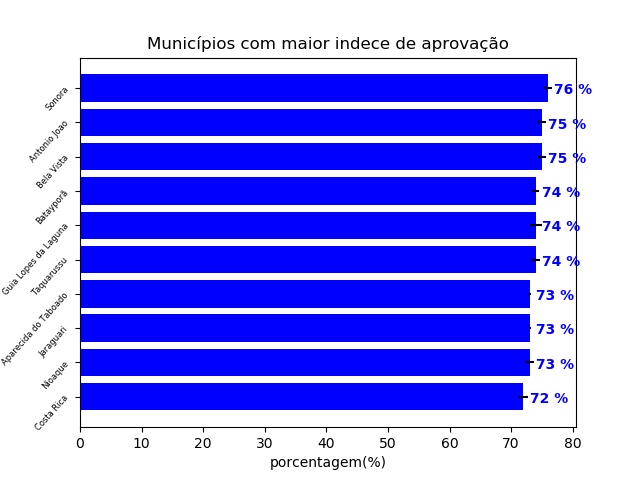 Municípios com maior indece de aprovação
Sonora
76 %
Antonio Joao
75 %
Bela Vista
75 %
Batayporã
74 %
Guia Lopes da Laguna
74 %
Taquarussu
74 %
Aparecida do Taboado
73 %
Jaraguari
73 %
Nioaque
73 %
Costa Rica
72 %
0 10 20 30 40 50 60 70 80
porcentagem(%)